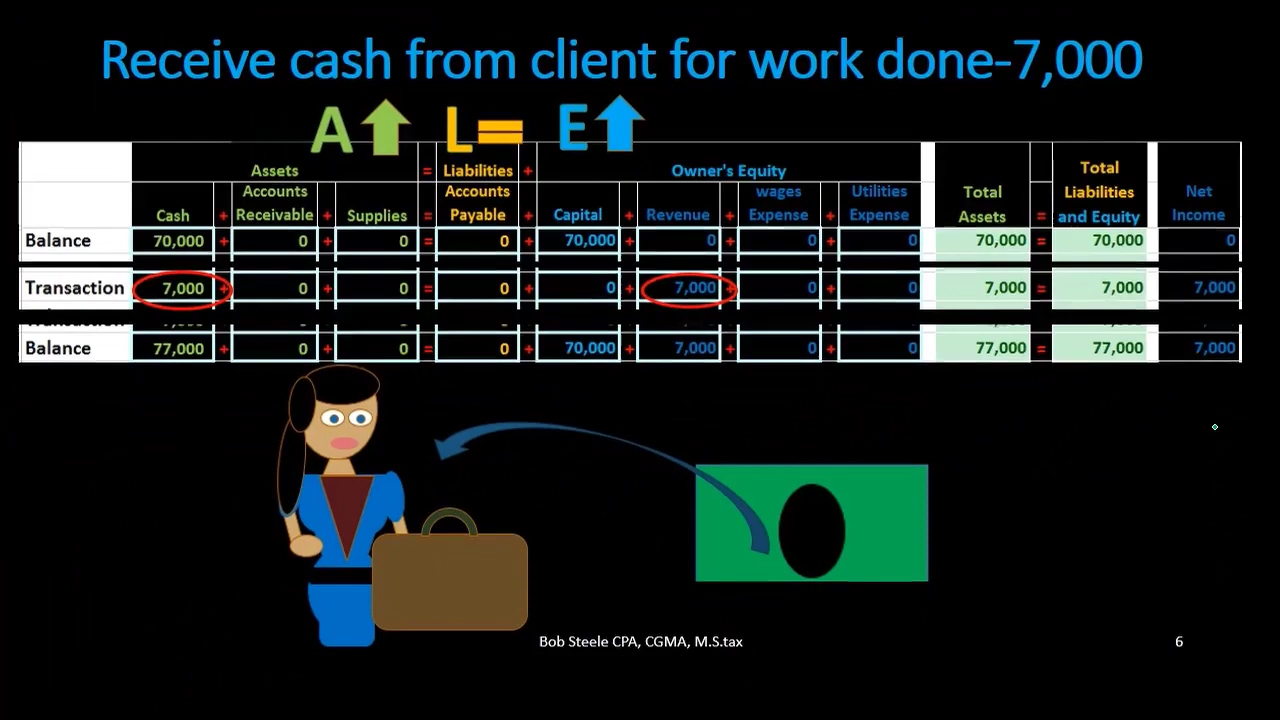 Receive cash from client for work done-7,000
A L= E
Assets = Liabilities + Owner's Equity Total Assets = Total Liabilities and Equity Net Income
Cash + Accounts Receivable + Supplies = Accounts Payable + Capital + Revenue + wages Expense + Utilities Expense
Balance 70,000 + 0 + 0 = 0 + 70,000 + 0 + 0 + 0 70,000 = 70,000 0
Transaction 7,000 + 0 + 0 = 0 + 0 + 7,000 + 0 + 0 7,000 = 7,000 7,000
Balance 77,000 + 0 + 0 = 0 + 70,000 + 7,000 + 0 + 0 77,000 = 77,000 7,000
Bob Steele CPA, CGMA, M.S.tax
6